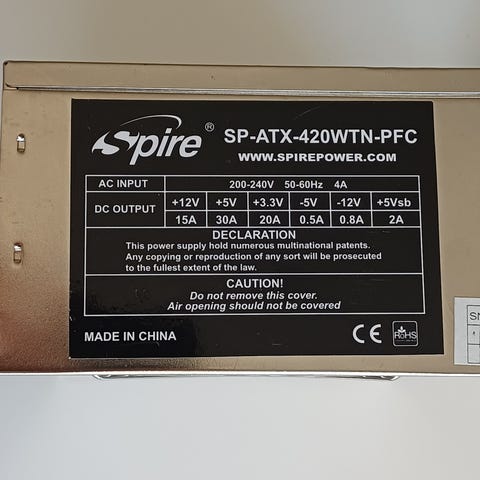 Spire® SP-ATX-420WTN-PFC
WWW.SPIREPOWER.COM
AC INPUT 200-240V 50-60Hz 4A
DC OUTPUT +12V +5V +3.3V -5V -12V +5Vsb
15A 30A 20A 0.5A 0.8A 2A
DECLARATION
This power supply hold numerous multinational patents.
Any copying or reproduction of any sort will be prosecuted
to the fullest extent of the law.
CAUTION!
Do not remove this cover.
Air opening should not be covered
MADE IN CHINA CE RoHS
SN